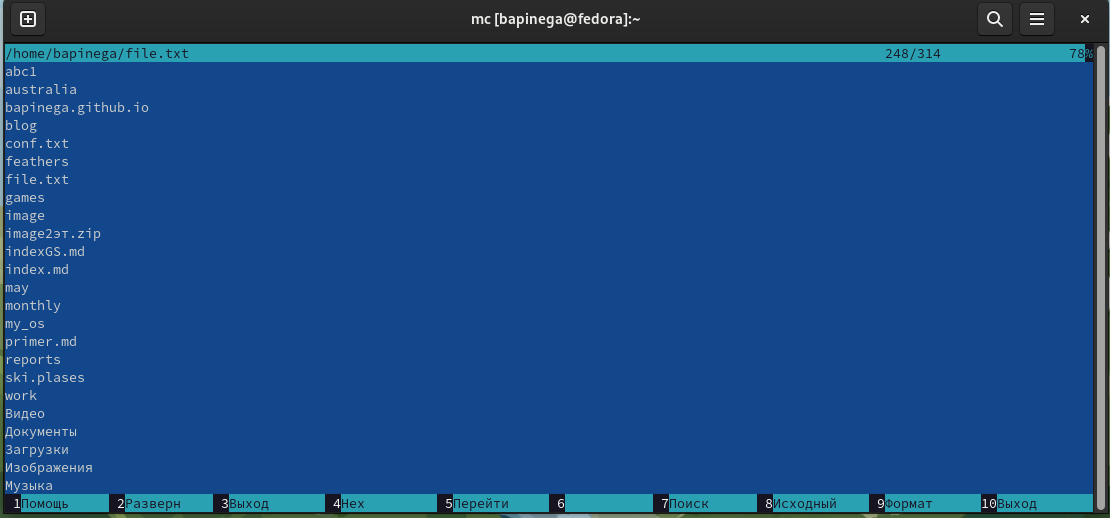 mc [bapinega@fedora]:~
/home/bapinega/file.txt 248/314 78%
abc1
australia
bapinega.github.io
blog
conf.txt
feathers
file.txt
games
image
image2эт.zip
indexGS.md
index.md
may
monthly
my_os
primer.md
reports
ski.plases
work
Видео
Документы
Загрузки
Изображения
Музыка
1Помощь 2Разверн 3Выход 4Hex 5Перейти 6 7Поиск 8Исходный 9Формат 10Выход